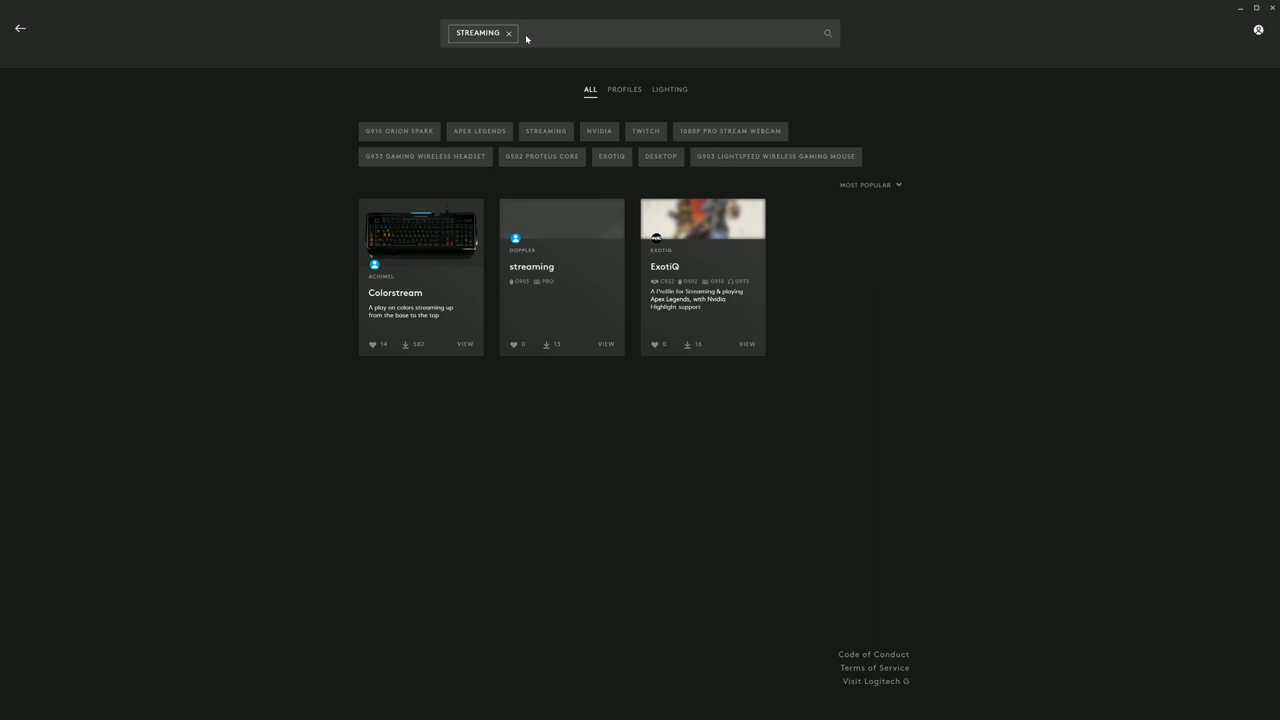 STREAMING
ALL PROFILES LIGHTING
G910 ORION SPARK APEX LEGENDS STREAMING NVIDIA TWITCH 1080P PRO STREAM WEBCAM
G933 GAMING WIRELESS HEADSET G502 PROTEUS CORE EXOTIQ DESKTOP G903 LIGHTSPEED WIRELESS GAMING MOUSE
MOST POPULAR
ACHIMEL
Colorstream
A play on colors streaming up
from the base to the top
14 582 VIEW
DOPPLER
streaming
G903 PRO
0 13 VIEW
EXOTIQ
ExotiQ
C922 G502 G910 G933
A Profile for Streaming & playing
Apex Legends, with Nvidia
Highlight support
0 16 VIEW
Code of Conduct
Terms of Service
Visit Logitech G